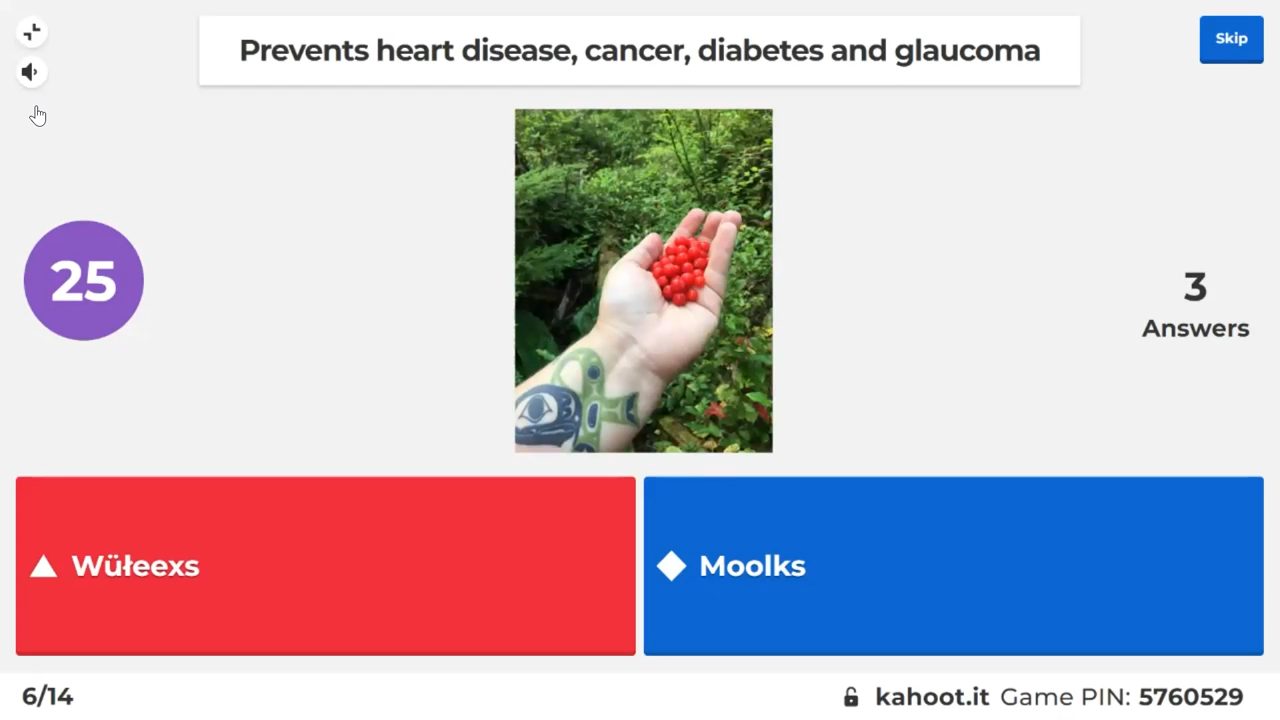 Prevents heart disease, cancer, diabetes and glaucoma
Skip
25
3
Answers
Wüłeexs
Moolks
6/14
kahoot.it Game PIN: 5760529